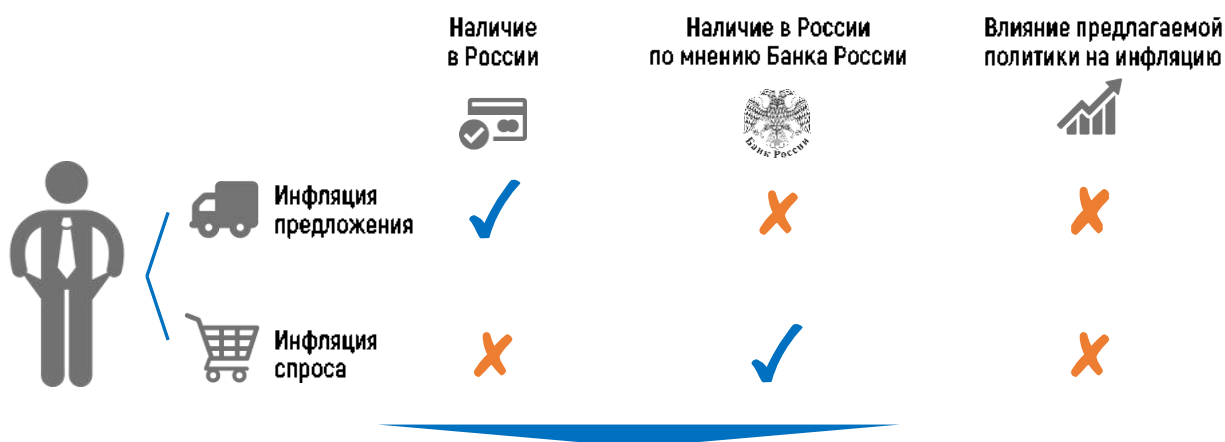 Наличие
в России
Наличие в России
по мнению Банка России
Влияние предлагаемой
политики на инфляцию
Банк России
Инфляция
предложения
Инфляция
спроса